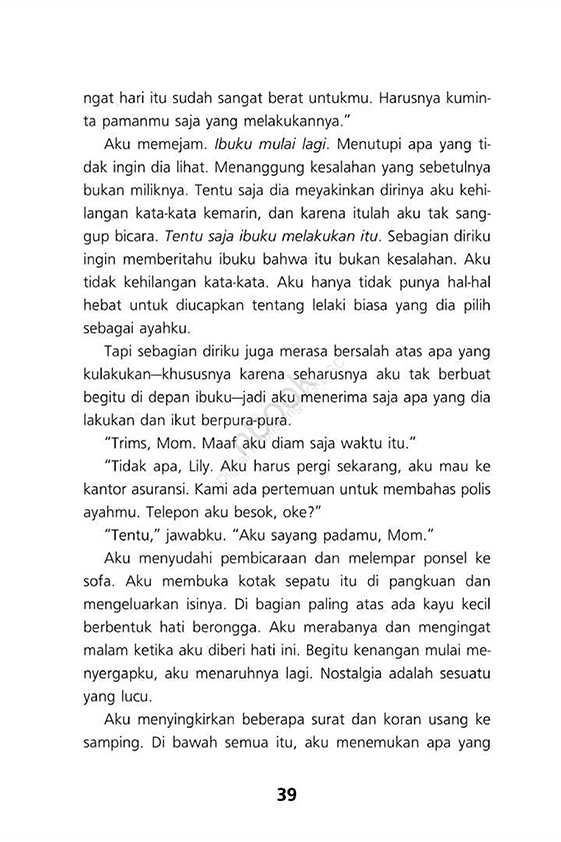 ngat hari itu sudah sangat berat untukmu. Harusnya kumin-
ta pamanmu saja yang melakukannya.”
Aku memejam. Ibuku mulai lagi. Menutupi apa yang ti-
dak ingin dia lihat. Menanggung kesalahan yang sebetulnya
bukan miliknya. Tentu saja dia meyakinkan dirinya aku kehi-
langan kata-kata kemarin, dan karena itulah aku tak sang-
gup bicara. Tentu saja ibuku melakukan itu. Sebagian diriku
ingin memberitahu ibuku bahwa itu bukan kesalahan. Aku
tidak kehilangan kata-kata. Aku hanya tidak punya hal-hal
hebat untuk diucapkan tentang lelaki biasa yang dia pilih
sebagai ayahku.
Tapi sebagian diriku juga merasa bersalah atas apa yang
kulakukan—khususnya karena seharusnya aku tak berbuat
begitu di depan ibuku—jadi aku menerima saja apa yang dia
lakukan dan ikut berpura-pura.
“Trims, Mom. Maaf aku diam saja waktu itu.“
“Tidak apa, Lily. Aku harus pergi sekarang, aku mau ke
kantor asuransi. Kami ada pertemuan untuk membahas polis
ayahmu. Telepon aku besok, oke?”
“Tentu,” jawabku. “Aku sayang padamu, Mom.”
Aku menyudahi pembicaraan dan melempar ponsel ke
sofa. Aku membuka kotak sepatu itu di pangkuan dan
mengeluarkan isinya. Di bagian paling atas ada kayu kecil
berbentuk hati berongga. Aku merabanya dan mengingat
malam ketika aku diberi hati ini. Begitu kenangan mulai me-
nyergapku, aku menaruhnya lagi. Nostalgia adalah sesuatu
yang lucu.
Aku menyingkirkan beberapa surat dan koran usang ke
samping. Di bawah semua itu, aku menemukan apa yang
39